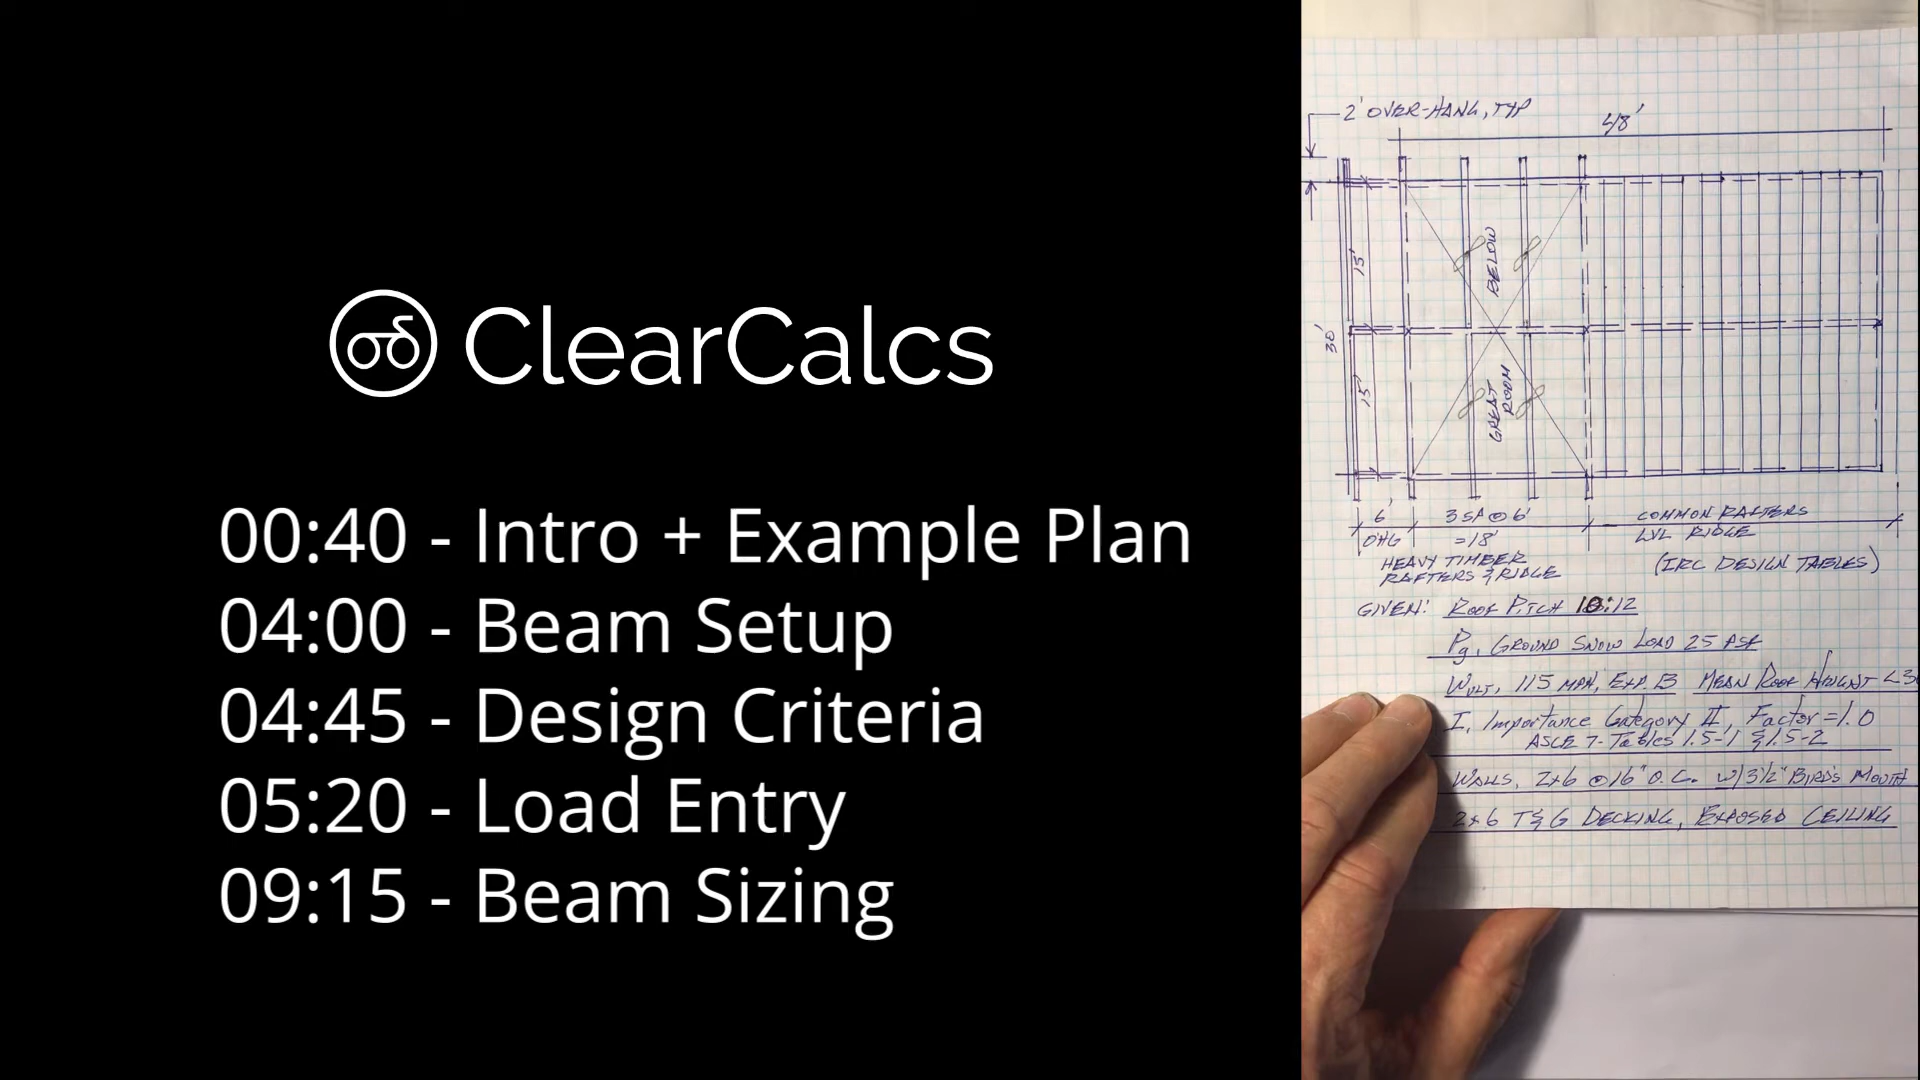 ClearCalcs
00:40 - Intro + Example Plan
04:00 - Beam Setup
04:45 - Design Criteria
05:20 - Load Entry
09:15 - Beam Sizing
2' OVER-HANG, TYP
48'
15'
BELOW
30'
15'
GREAT
ROOM
6'
OHG
3 SP @ 6'
=18'
HEAVY TIMBER
RAFTERS & RIDGE
COMMON RAFTERS
LVL RIDGE
(IRC DESIGN TABLES)
GIVEN: ROOF PITCH 10:12
Pg, GROUND SNOW LOAD 25 PSF
WULT, 115 MPH, EXP. B MEAN ROOF HEIGHT <3
I, Importance Category II, Factor = 1.0
ASCE 7- Tables 1.5-1 & 1.5-2
WALLS, 2x6 @ 16" O.C. W/3 1/2" BIRD'S MOUTH
2x6 T&G DECKING, EXPOSED CEILING